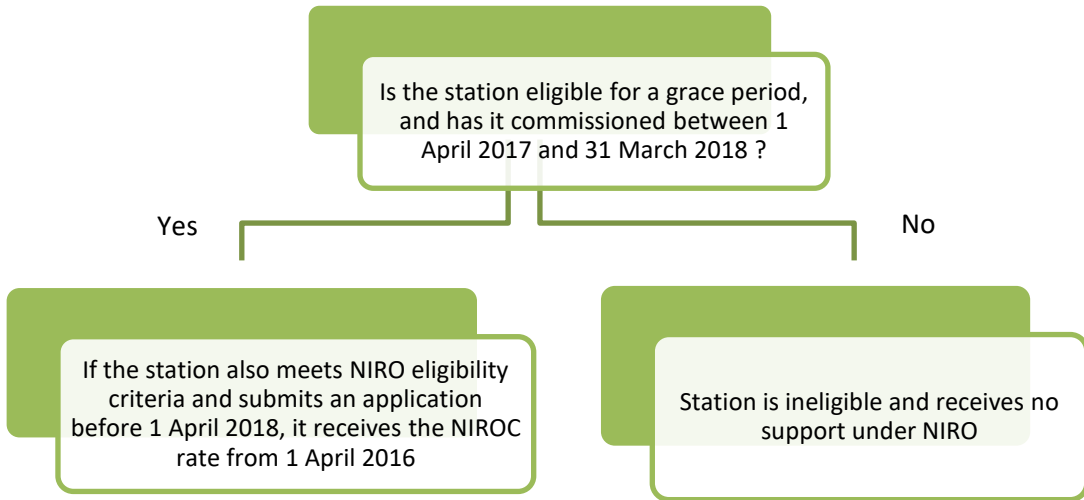 Is the station eligible for a grace period,
and has it commissioned between 1
April 2017 and 31 March 2018 ?
Yes
No
If the station also meets NIRO eligibility
criteria and submits an application
before 1 April 2018, it receives the NIROC
rate from 1 April 2016
Station is ineligible and receives no
support under NIRO